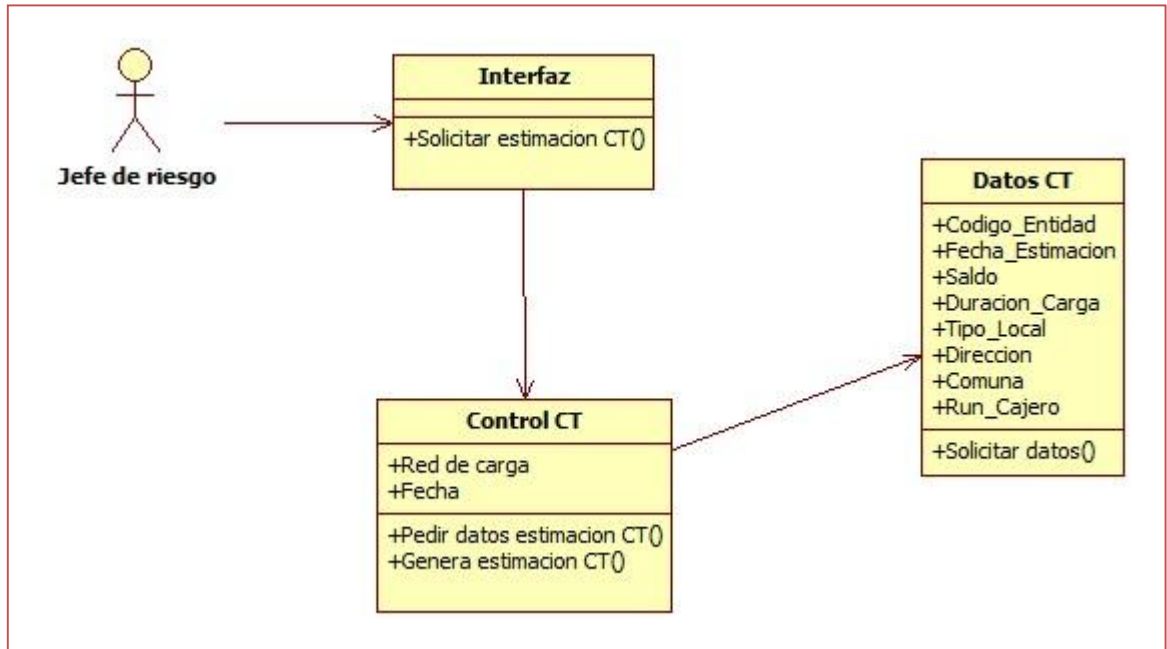 Jefe de riesgo
Interfaz
+Solicitar estimacion CT()
Control CT
+Red de carga
+Fecha
+Pedir datos estimacion CT()
+Genera estimacion CT()
Datos CT
+Codigo_Entidad
+Fecha_Estimacion
+Saldo
+Duracion_Carga
+Tipo_Local
+Direccion
+Comuna
+Run_Cajero
+Solicitar datos()